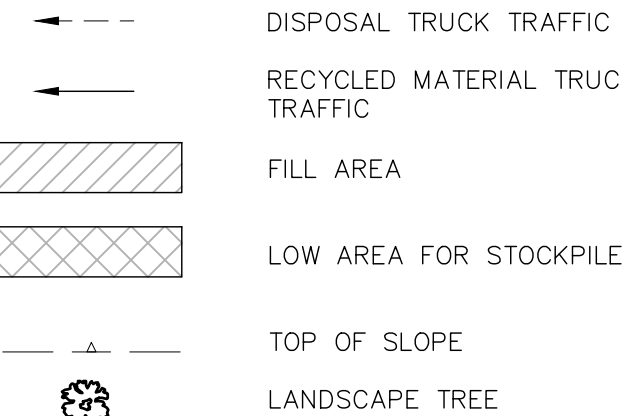 DISPOSAL TRUCK TRAFFIC
RECYCLED MATERIAL TRUC
TRAFFIC
FILL AREA
LOW AREA FOR STOCKPILE
TOP OF SLOPE
LANDSCAPE TREE